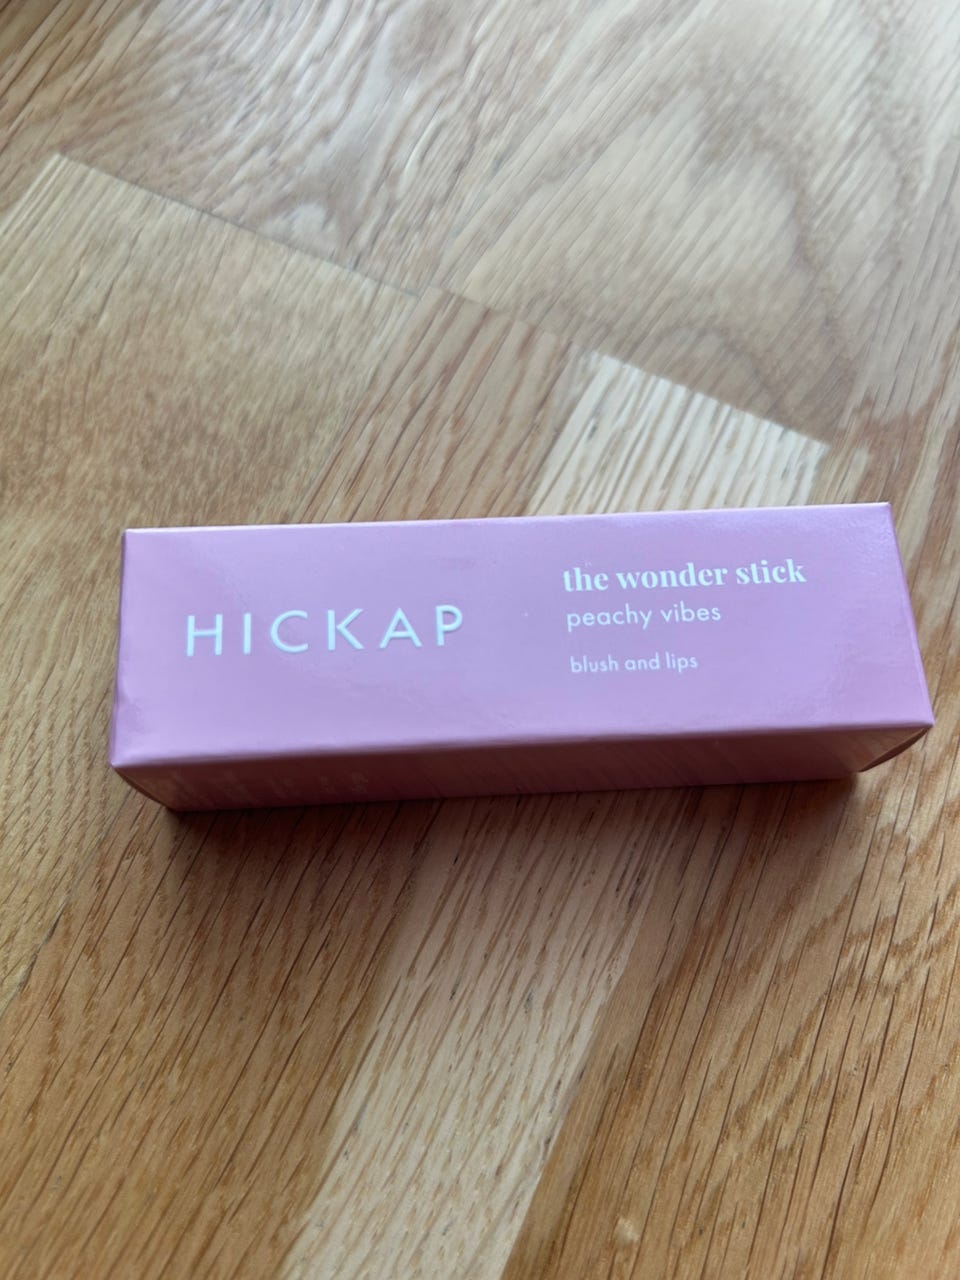 HICKAP
the wonder stick
peachy vibes
blush and lips